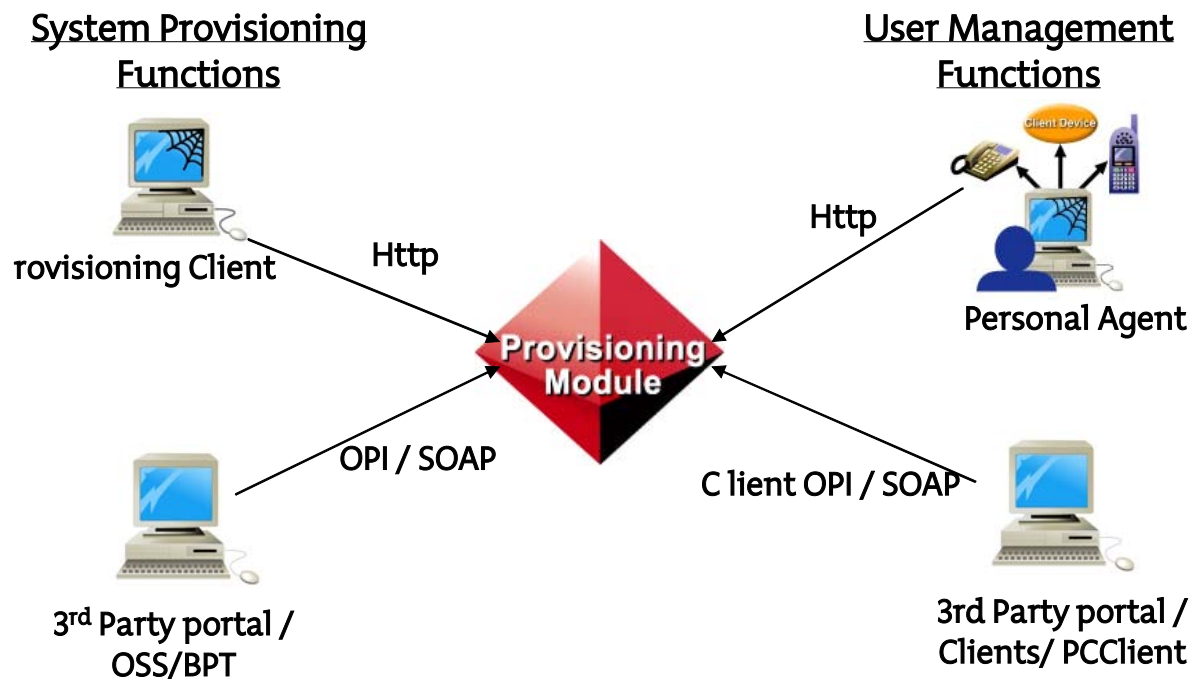 System Provisioning
Functions
User Management
Functions
Client Device
Http
Http
rovisioning Client
Personal Agent
Provisioning
Module
OPI / SOAP
C lient OPI / SOAP
3rd Party portal /
OSS/BPT
3rd Party portal /
Clients/ PCClient